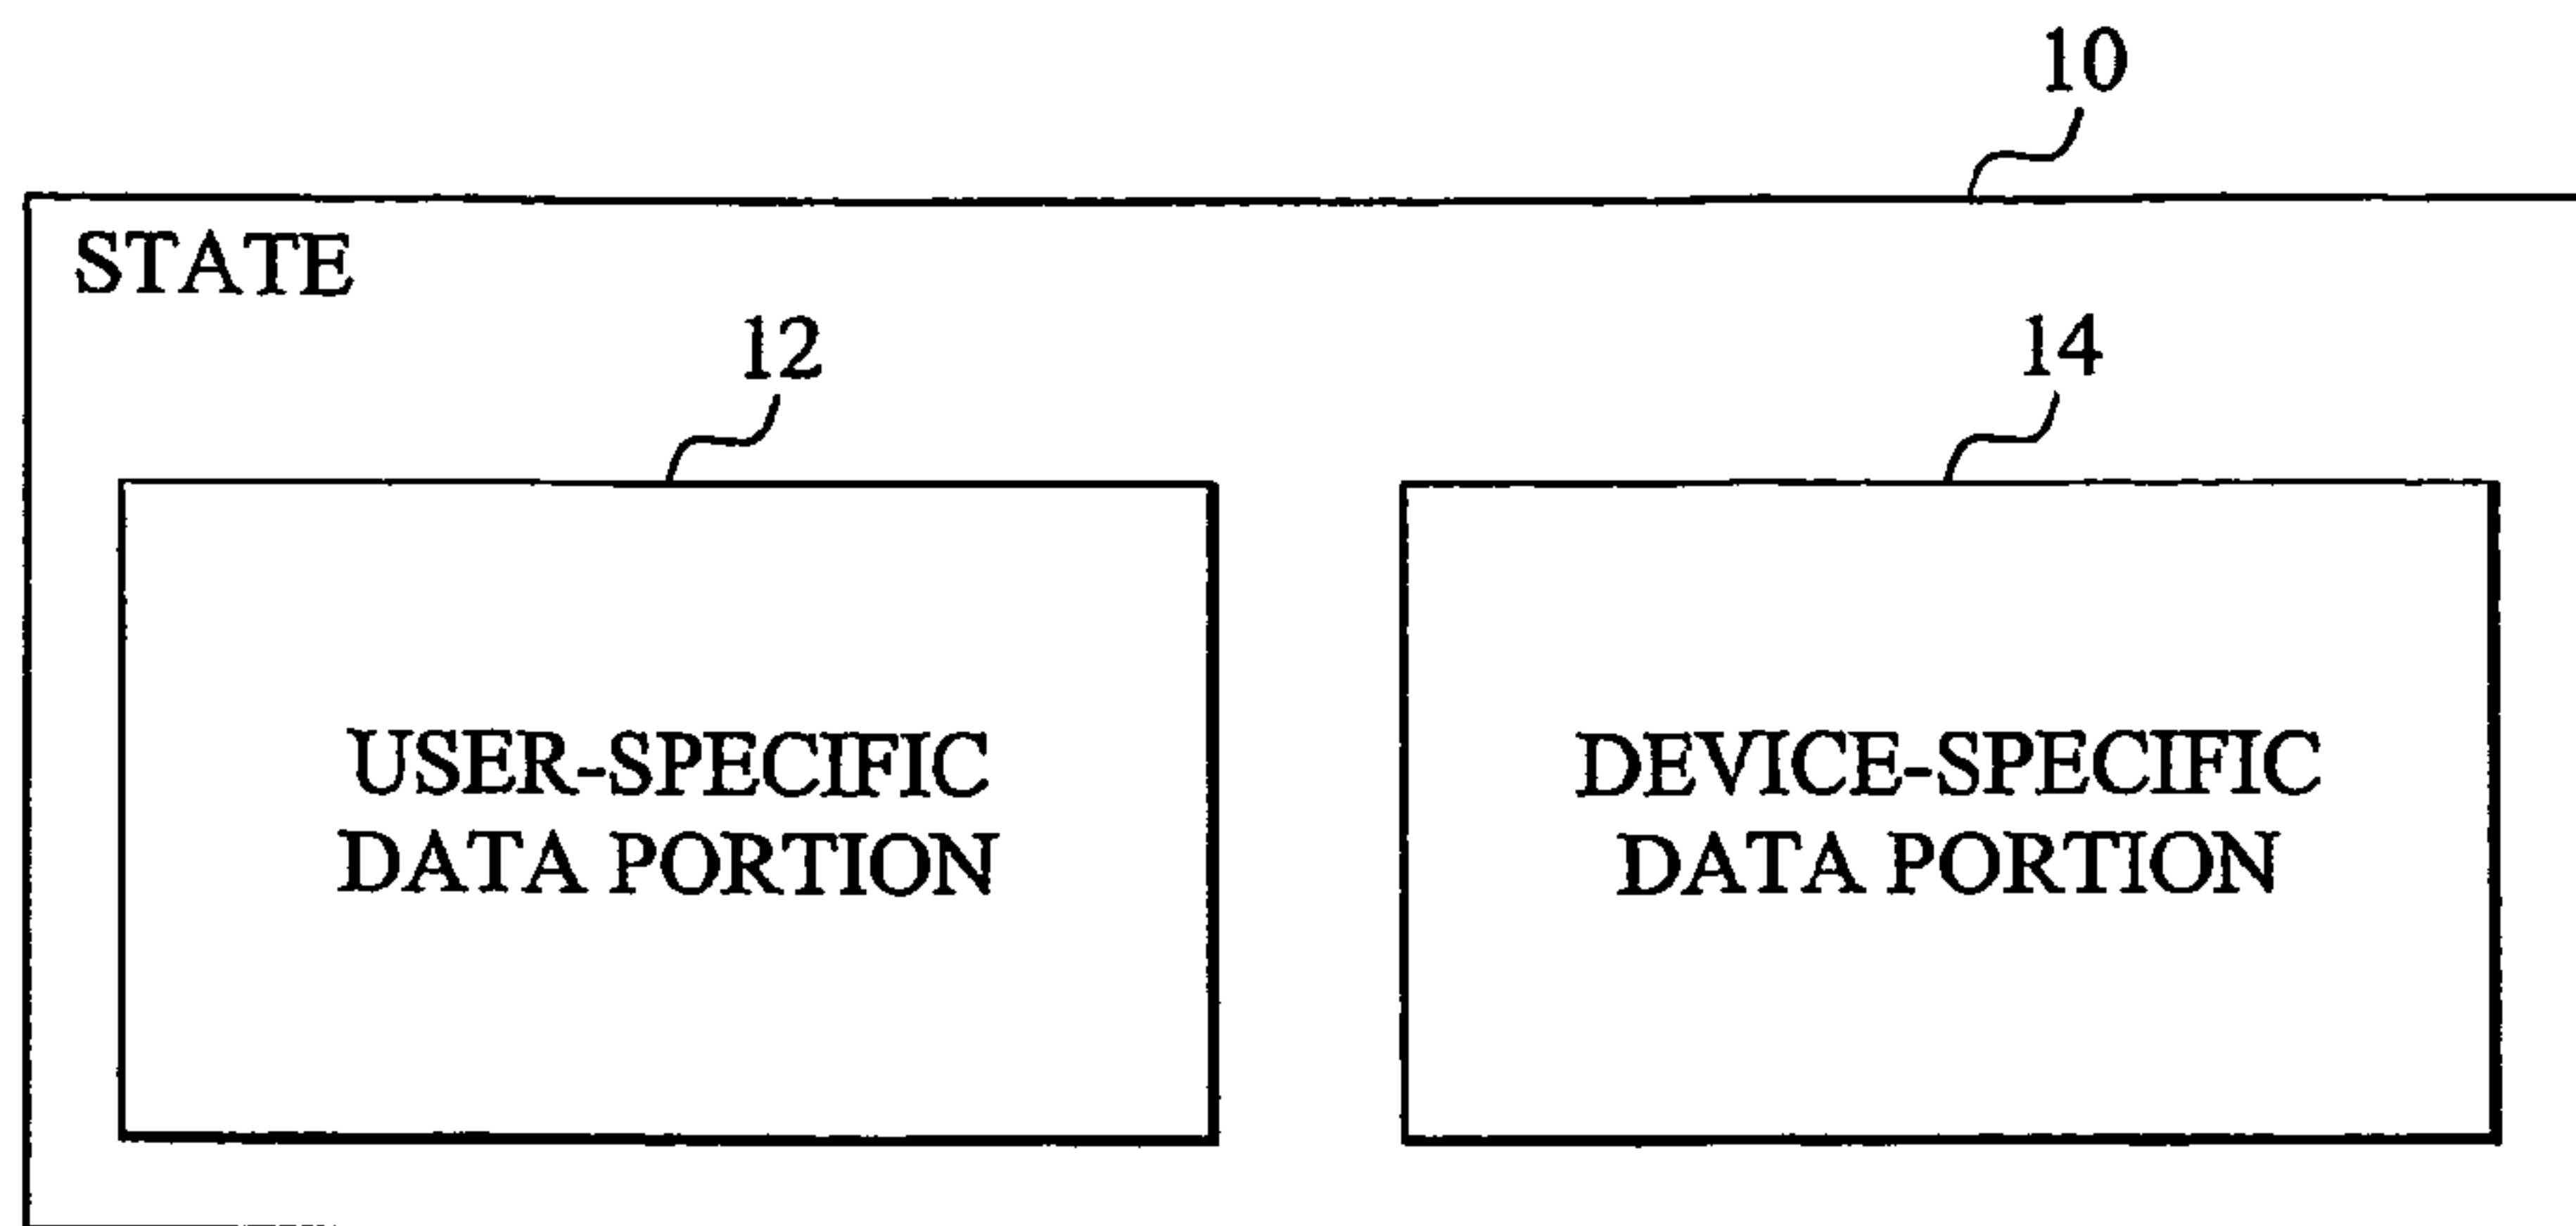 10
STATE
12
14
USER-SPECIFIC
DATA PORTION
DEVICE-SPECIFIC
DATA PORTION